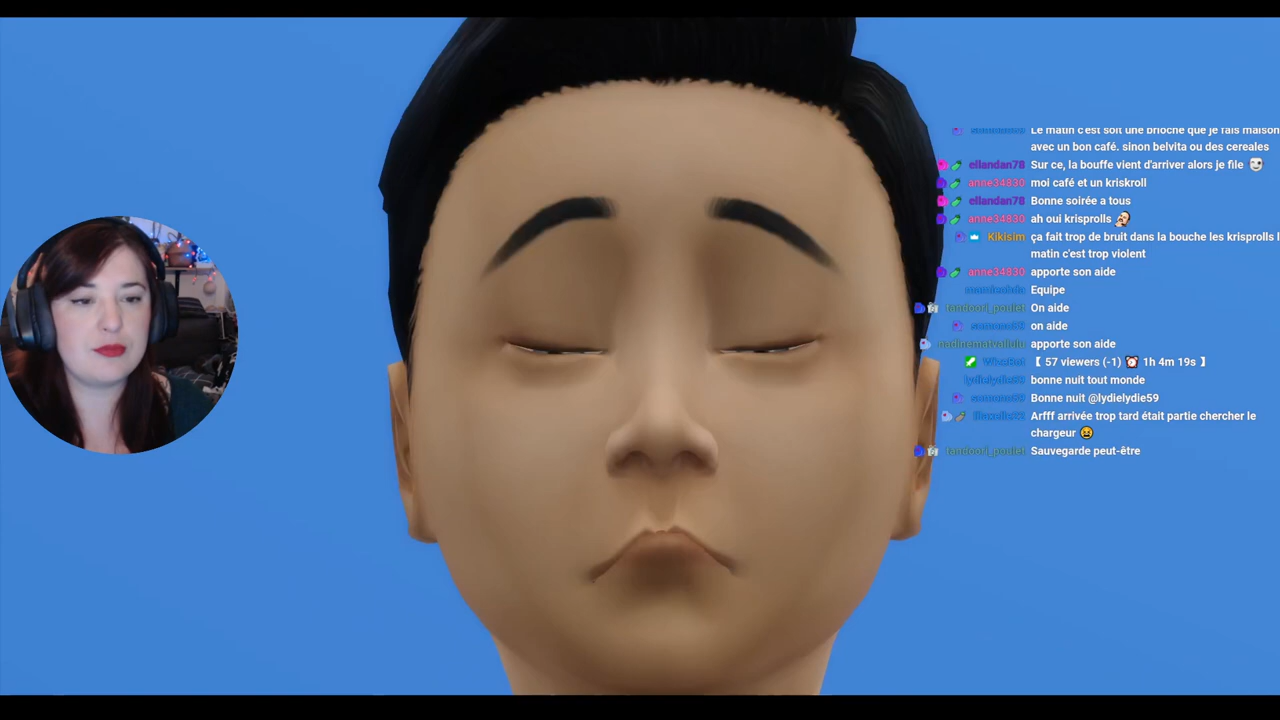 Le matin c'est soit une brioche que je fais maison
avec un bon café. sinon belvita ou des cereales
ellandan78 Sur ce, la bouffe vient d'arriver alors je file
anne34830 moi café et un kriskroll
ellandan78 Bonne soirée a tous
anne34830 ah oui krisprolls
Kikisim ça fait trop de bruit dans la bouche les krisprolls l
matin c'est trop violent
anne34830 apporte son aide
Equipe
tandoori_poulet On aide
on aide
apporte son aide
WizeBot 【 57 viewers (-1) ⏰ 1h 4m 19s 】
lydielydie59 bonne nuit tout monde
Bonne nuit @lydielydie59
Arfff arrivée trop tard était partie chercher le
chargeur
tandoori_poulet Sauvegarde peut-être